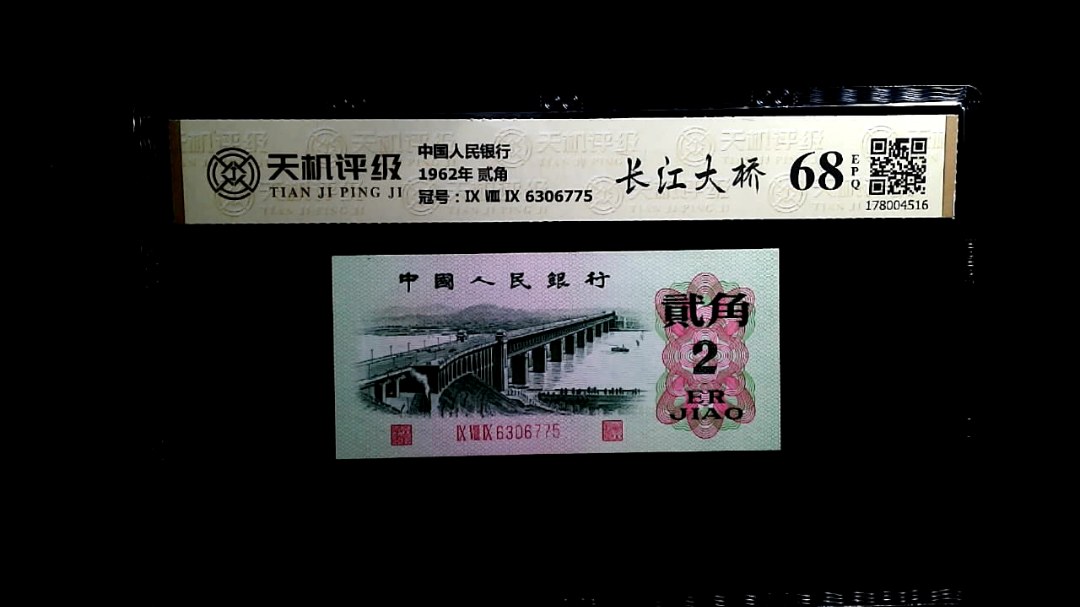 天机评级
TIAN JI PING JI
中国人民银行
1962年 贰角
冠号：IX VIII IX 6306775
长江大桥
68
EPQ
178004516
中國人民銀行
貳角
2
ER
JIAO
IX VIII IX 6306775